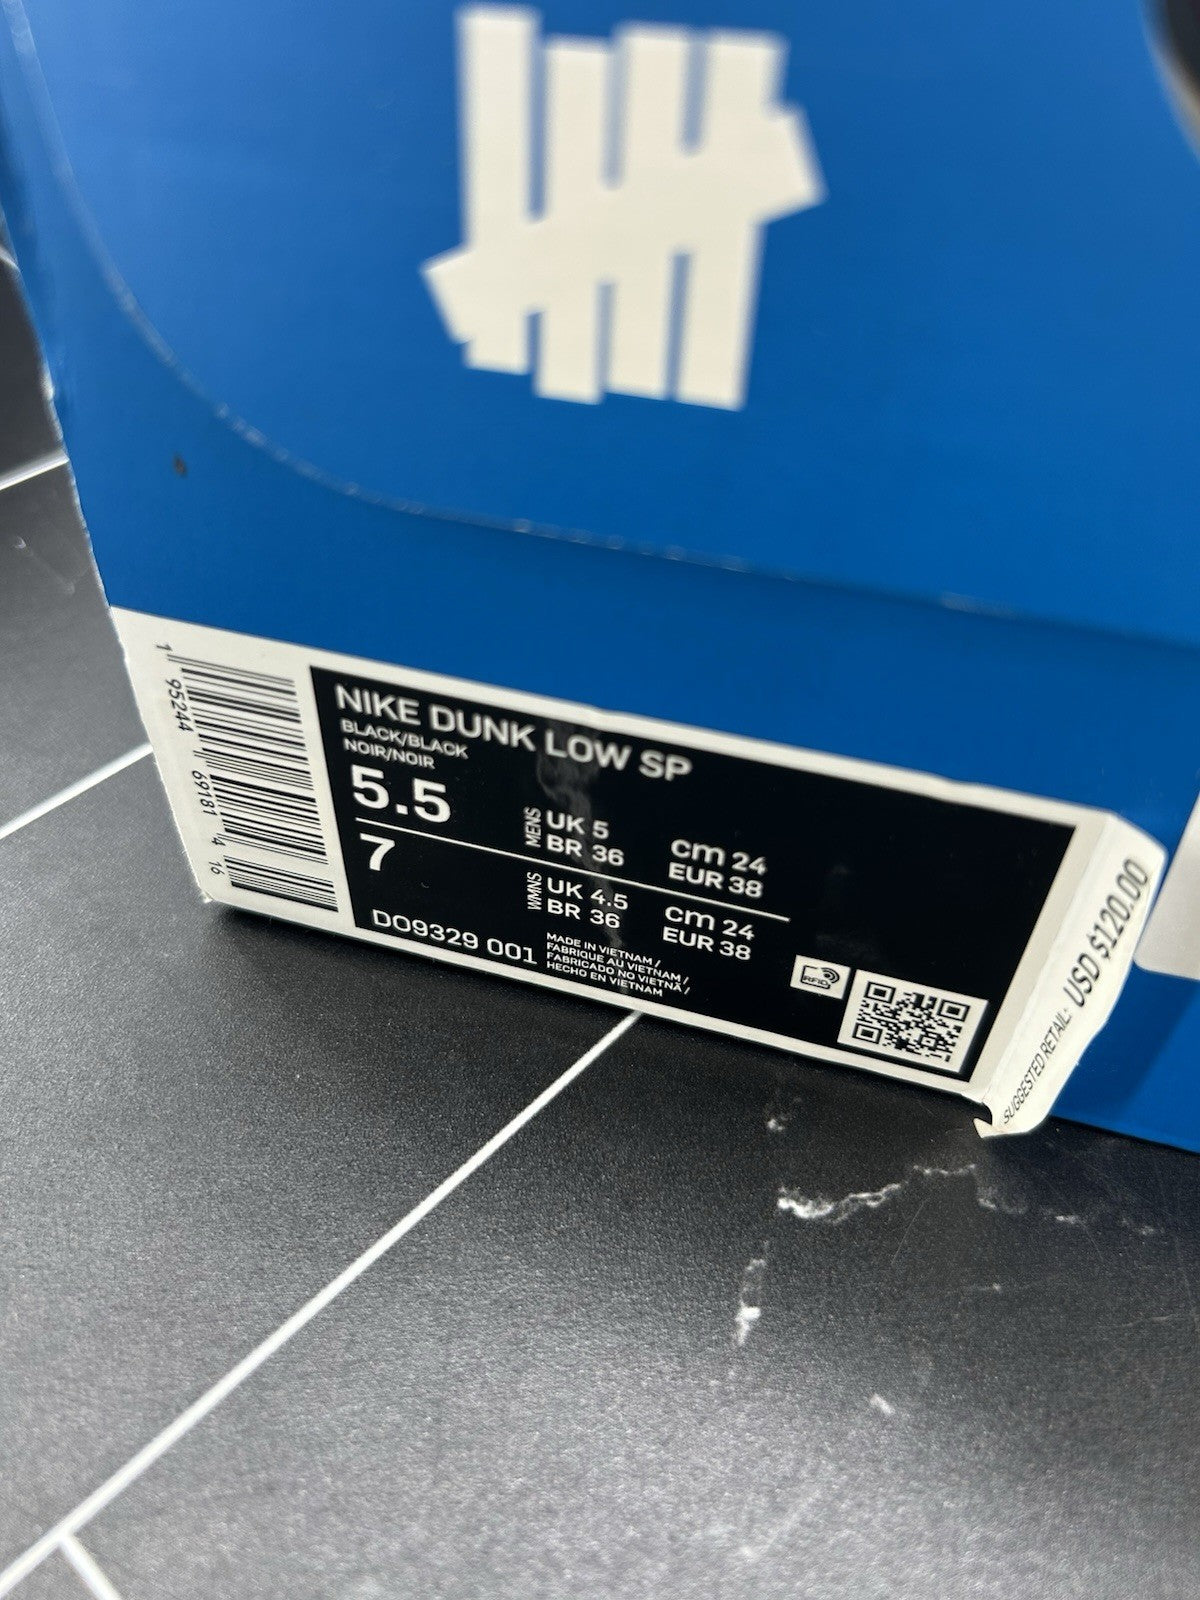 NIKE DUNK LOW SP
BLACK/BLACK
NOIR/NOIR
5.5
MENS
UK 5
BR 36
cm 24
EUR 38
7
WMNS
UK 4.5
BR 36
cm 24
EUR 38
DO9329 001
MADE IN VIETNAM/
FABRIQUE AU VIETNAM/
FABRICADO NO VIETNÃ/
HECHO EN VIETNAM
RFID
1 95244 69181 4 16
SUGGESTED RETAIL: USD $120.00